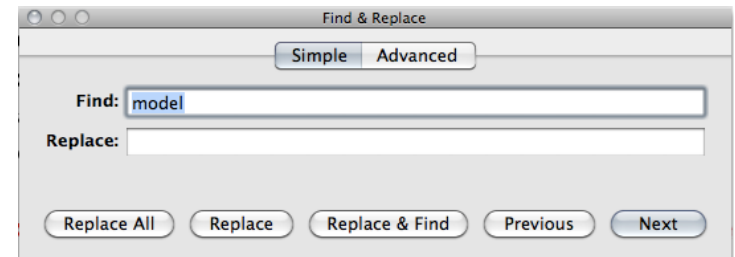 Find & Replace
Simple Advanced
Find: model
Replace:
Replace All Replace Replace & Find Previous Next